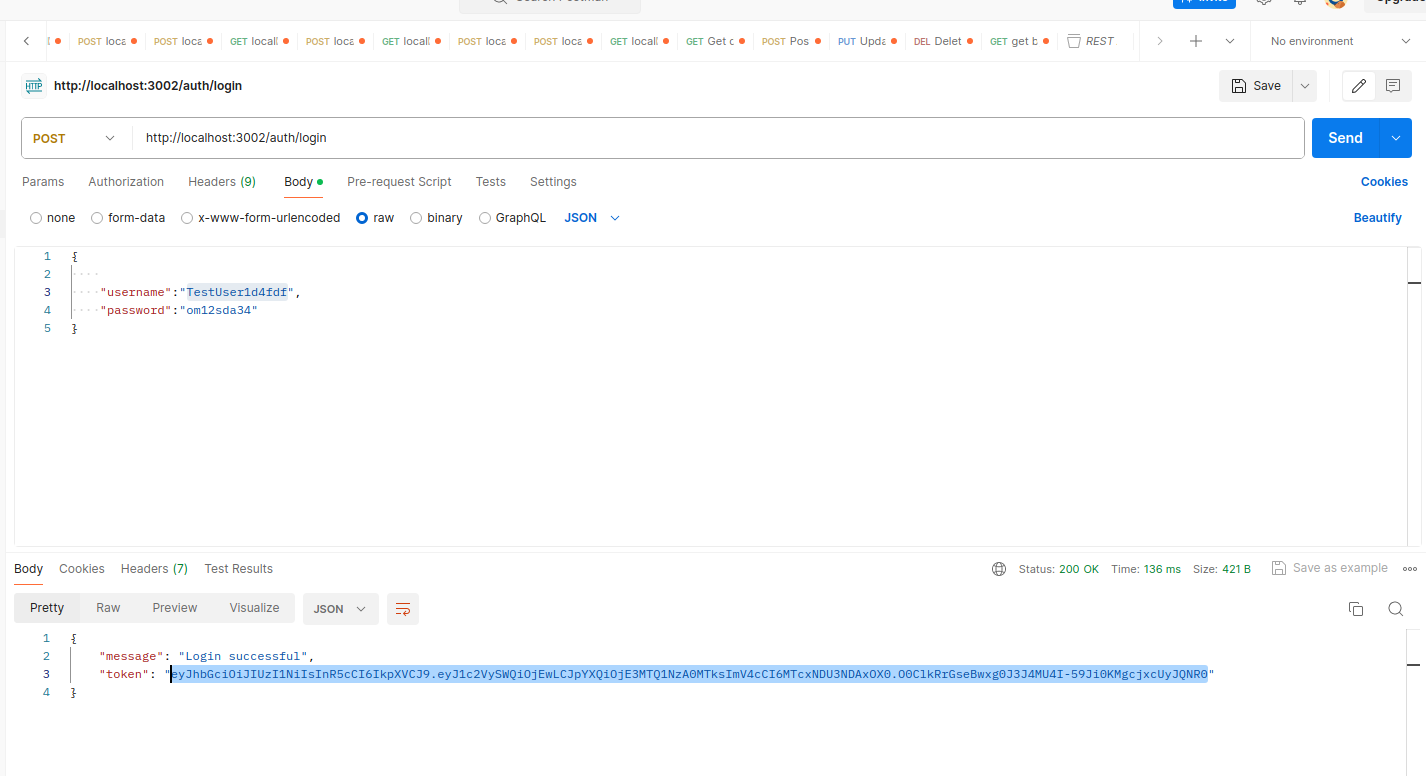 POST loca POST loca GET local POST loca GET local POST loca POST loca GET local GET Get c POST Pos PUT Upda DEL Delet GET get b REST No environment
HTTP http://localhost:3002/auth/login Save
POST http://localhost:3002/auth/login Send
Params Authorization Headers (9) Body Pre-request Script Tests Settings Cookies
none form-data x-www-form-urlencoded raw binary GraphQL JSON Beautify
1 {
2
3 "username":"TestUser1d4fdf",
4 "password":"om12sda34"
5 }
Body Cookies Headers (7) Test Results Status: 200 OK Time: 136 ms Size: 421 B Save as example
Pretty Raw Preview Visualize JSON
1 {
2 "message": "Login successful",
3 "token": "eyJhbGciOiJIUzI1NiIsInR5cCI6IkpXVCJ9.eyJ1c2VySWQiOjEwLCJpYXQiOjE3MTQ1NzA0MTksImV4cCI6MTcxNDU3NDAxOX0.O0ClkRrGseBwxg0J3J4MU4I-59Ji0KMgcjxcUyJQNR0"
4 }